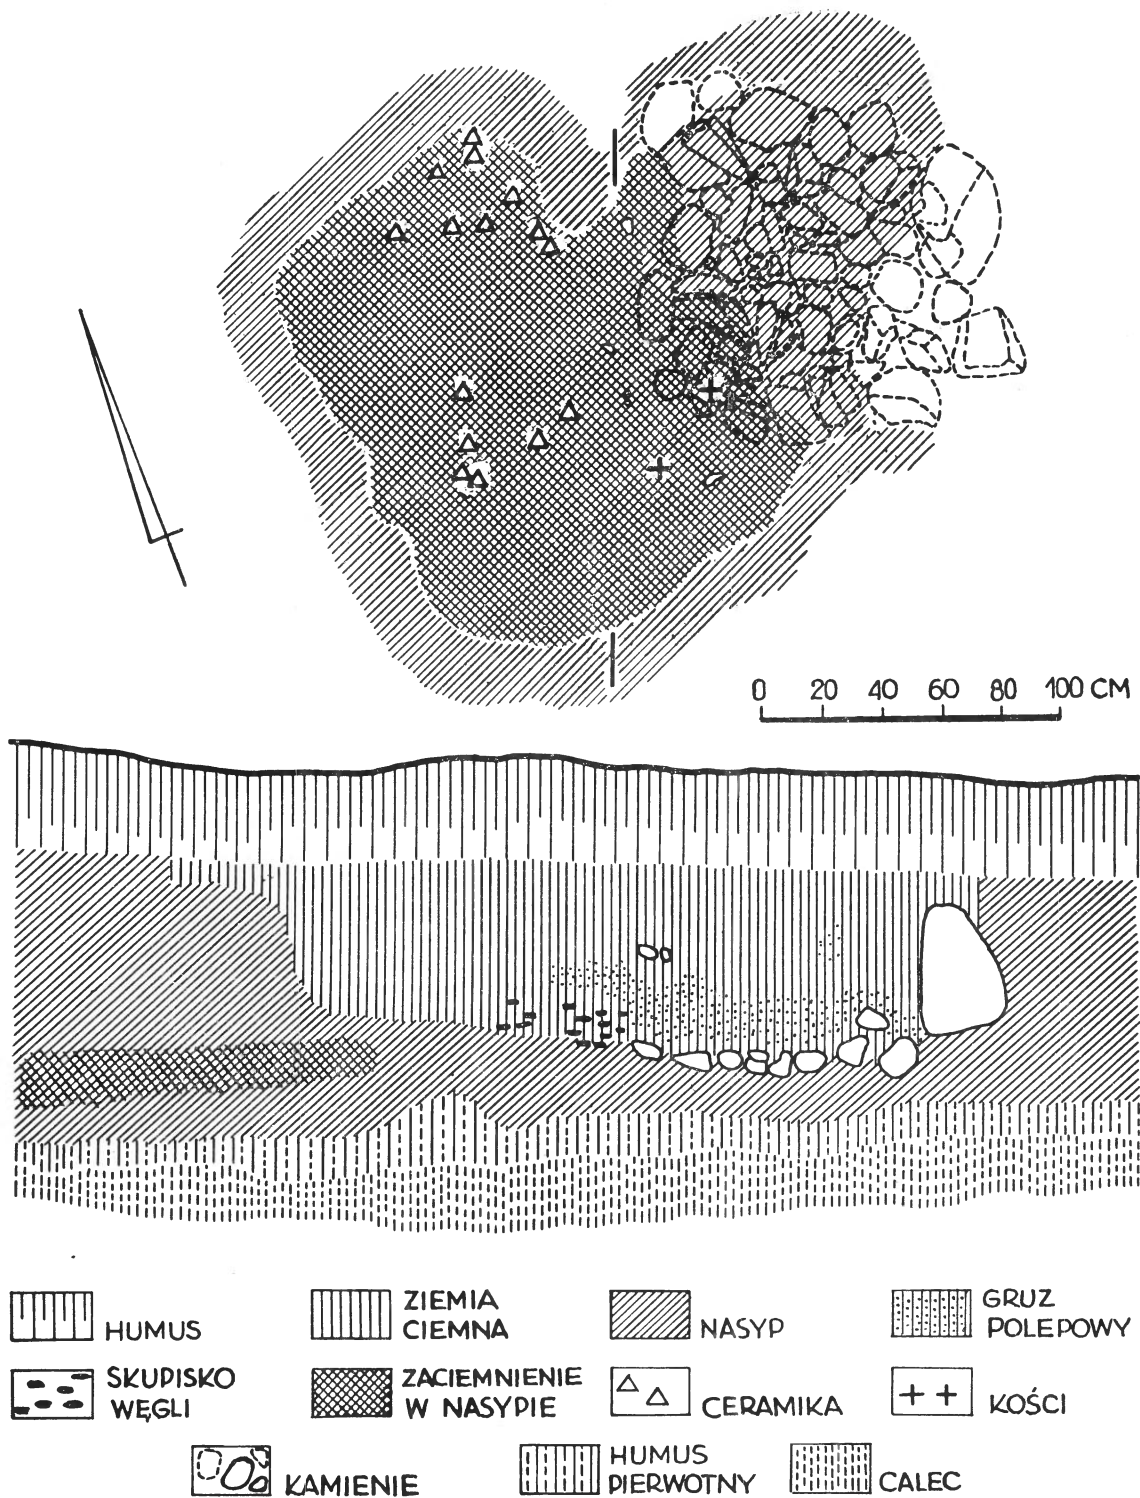 0 20 40 60 80 100 CM
HUMUS
ZIEMIA
CIEMNA
NASYP
GRUZ
POLEPOWY
SKUPISKO
WĘGLI
ZACIEMNIENIE
W NASYPIE
CERAMIKA
KOŚCI
KAMIENIE
HUMUS
PIERWOTNY
CALEC